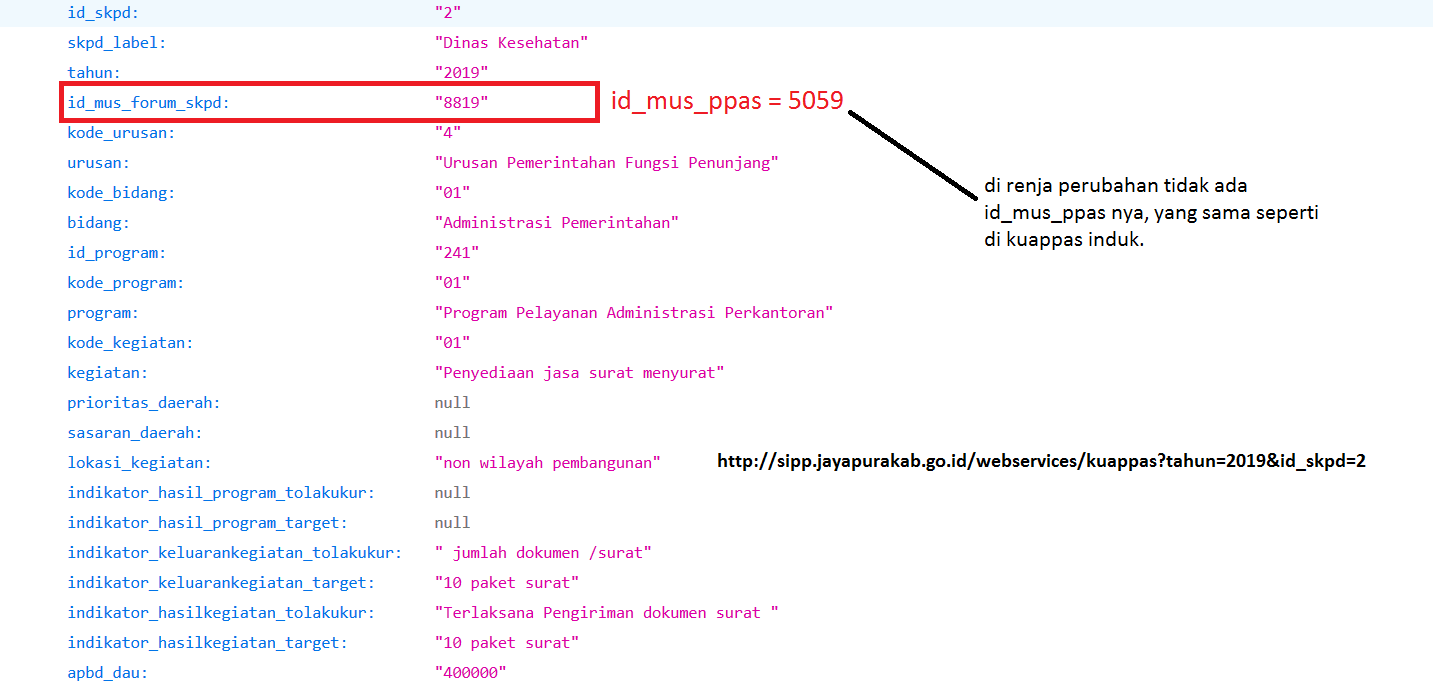 id_skpd: "2"
skpd_label: "Dinas Kesehatan"
tahun: "2019"
id_mus_forum_skpd: "8819" id_mus_ppas = 5059
kode_urusan: "4"
urusan: "Urusan Pemerintahan Fungsi Penunjang"
kode_bidang: "01"
bidang: "Administrasi Pemerintahan"
id_program: "241"
kode_program: "01"
program: "Program Pelayanan Administrasi Perkantoran"
kode_kegiatan: "01"
kegiatan: "Penyediaan jasa surat menyurat"
prioritas_daerah: null
sasaran_daerah: null
lokasi_kegiatan: "non wilayah pembangunan"
indikator_hasil_program_tolakukur: null
indikator_hasil_program_target: null
indikator_keluarankegiatan_tolakukur: " jumlah dokumen /surat"
indikator_keluarankegiatan_target: "10 paket surat"
indikator_hasilkegiatan_tolakukur: "Terlaksana Pengiriman dokumen surat "
indikator_hasilkegiatan_target: "10 paket surat"
apbd_dau: "400000"
di renja perubahan tidak ada
id_mus_ppas nya, yang sama seperti
di kuappas induk.
http://sipp.jayapurakab.go.id/webservices/kuappas?tahun=2019&id_skpd=2